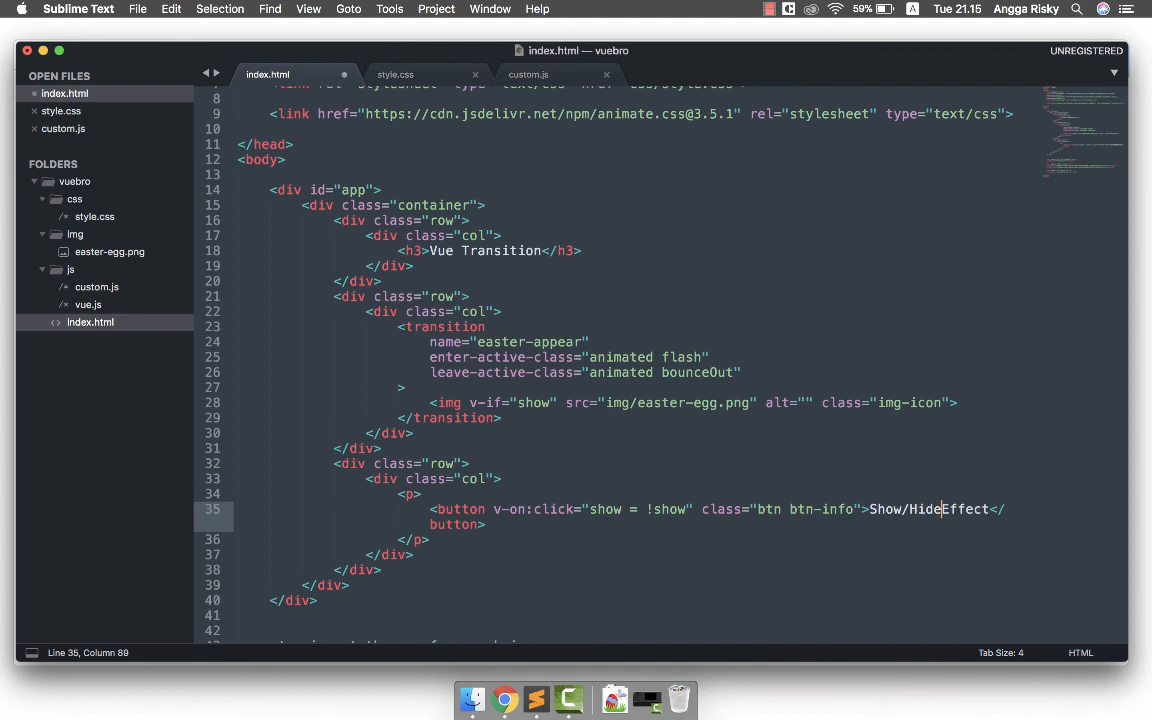 Sublime Text File Edit Selection Find View Goto Tools Project Window Help 59% A Tue 21.15 Angga Risky
index.html — vuebro UNREGISTERED
OPEN FILES
index.html
style.css
custom.js
FOLDERS
vuebro
css
style.css
img
easter-egg.png
js
custom.js
vue.js
index.html
index.html style.css custom.js
8
9 <link href="https://cdn.jsdelivr.net/npm/animate.css@3.5.1" rel="stylesheet" type="text/css">
10
11 </head>
12 <body>
13
14 <div id="app">
15 <div class="container">
16 <div class="row">
17 <div class="col">
18 <h3>Vue Transition</h3>
19 </div>
20 </div>
21 <div class="row">
22 <div class="col">
23 <transition
24 name="easter-appear"
25 enter-active-class="animated flash"
26 leave-active-class="animated bounceOut"
27 >
28 <img v-if="show" src="img/easter-egg.png" alt="" class="img-icon">
29 </transition>
30 </div>
31 </div>
32 <div class="row">
33 <div class="col">
34 <p>
35 <button v-on:click="show = !show" class="btn btn-info">Show/HideEffect</
button>
36 </p>
37 </div>
38 </div>
39 </div>
40 </div>
41
42
Line 35, Column 89 Tab Size: 4 HTML